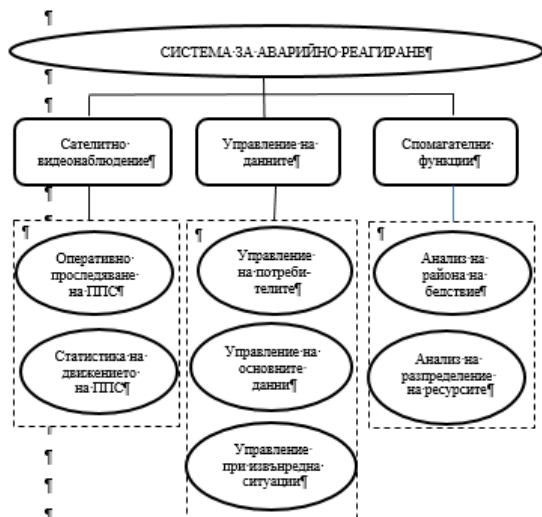 СИСТЕМА ЗА АВАРИЙНО РЕАГИРАНЕ
Сателитно
видеонаблюдение
Управление на
данните
Спомагателни
функции
Оперативно
проследяване
на ППС
Статистика на
движението
на ППС
Управление
на потреби-
телите
Управление на
основните
данни
Управление
при извънредна
ситуации
Анализ на
района на
бедствие
Анализ на
разпределение
на ресурсите